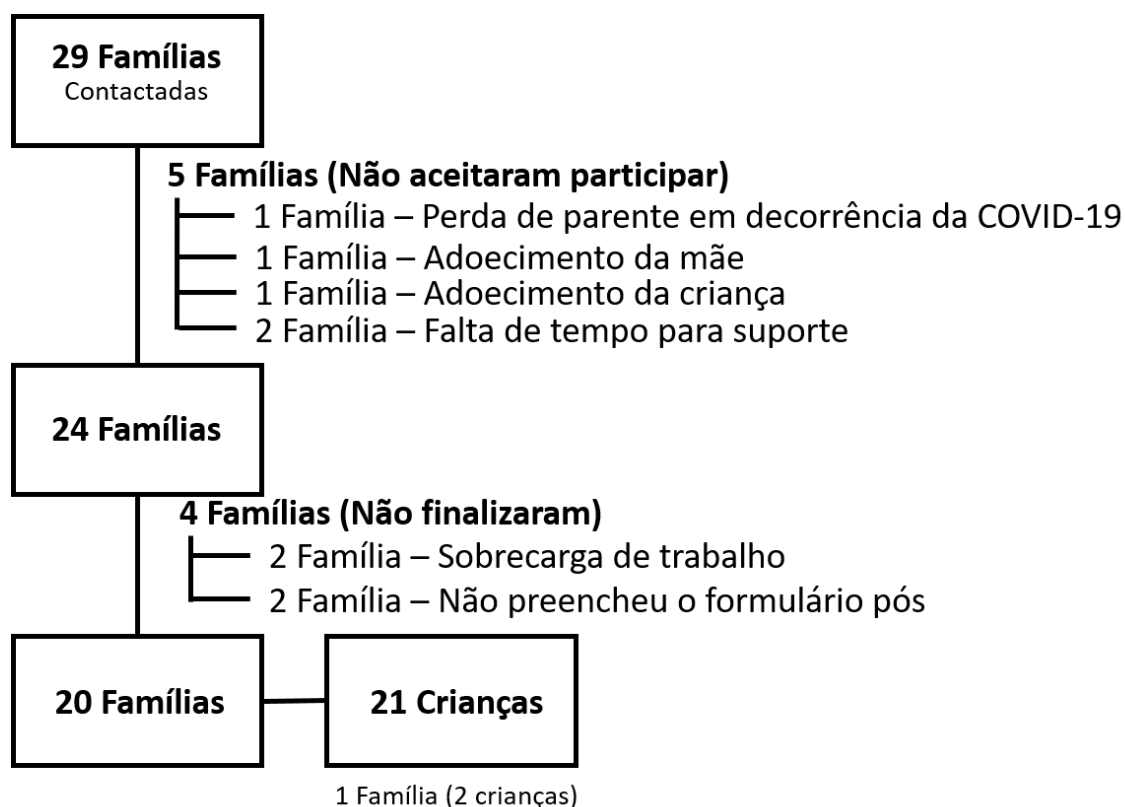 29 Famílias
Contactadas
5 Famílias (Não aceitaram participar)
1 Família – Perda de parente em decorrência da COVID-19
1 Família – Adoecimento da mãe
1 Família – Adoecimento da criança
2 Família – Falta de tempo para suporte
24 Famílias
4 Famílias (Não finalizaram)
2 Família – Sobrecarga de trabalho
2 Família – Não preencheu o formulário pós
20 Famílias
21 Crianças
1 Família (2 crianças)